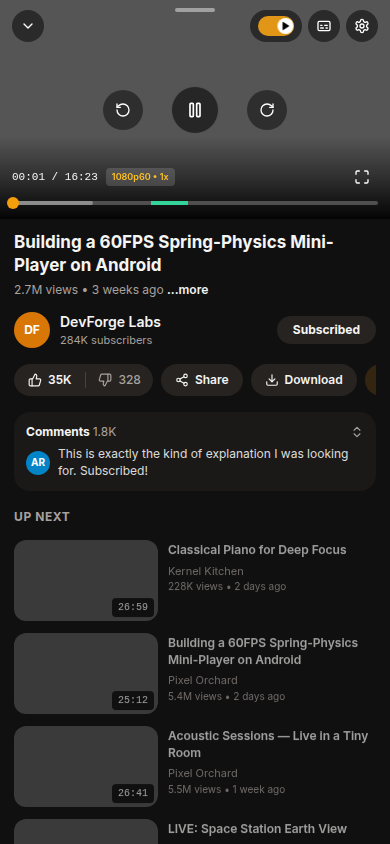 00:01 / 16:23
1080p60 • 1x
Building a 60FPS Spring-Physics Mini-
Player on Android
2.7M views • 3 weeks ago ...more
DF
DevForge Labs
284K subscribers
Subscribed
35K
328
Share
Download
Comments 1.8K
AR
This is exactly the kind of explanation I was looking
for. Subscribed!
UP NEXT
26:59
Classical Piano for Deep Focus
Kernel Kitchen
228K views • 2 days ago
25:12
Building a 60FPS Spring-Physics
Mini-Player on Android
Pixel Orchard
5.4M views • 2 days ago
26:41
Acoustic Sessions — Live in a Tiny
Room
Pixel Orchard
5.5M views • 1 week ago
LIVE: Space Station Earth View